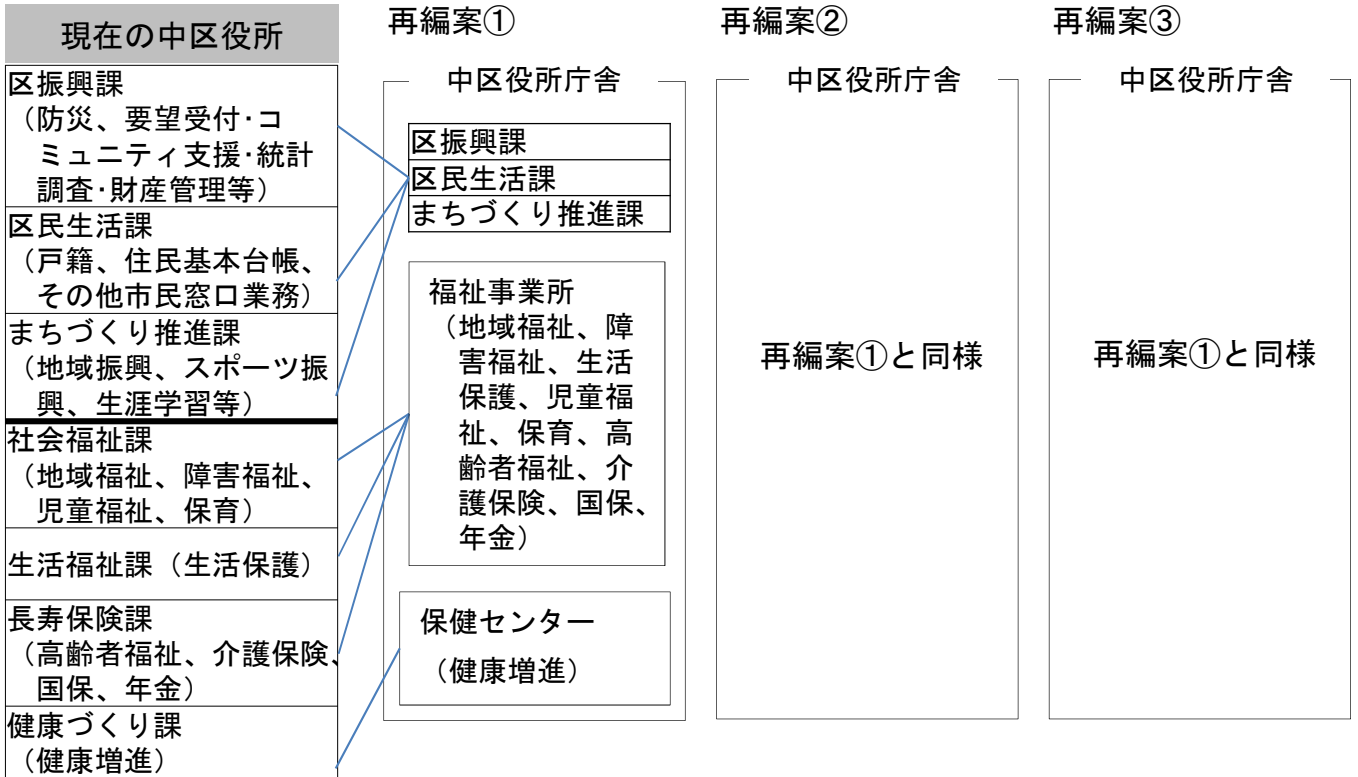 現在の中区役所
区振興課
（防災、要望受付･コ
ミュニティ支援･統計
調査･財産管理等）
区民生活課
（戸籍、住民基本台帳、
その他市民窓口業務）
まちづくり推進課
（地域振興、スポーツ振
興、生涯学習等）
社会福祉課
（地域福祉、障害福祉、
児童福祉、保育）
生活福祉課（生活保護）
長寿保険課
（高齢者福祉、介護保険、
国保、年金）
健康づくり課
（健康増進）
再編案①
中区役所庁舎
区振興課
区民生活課
まちづくり推進課
福祉事業所
（地域福祉、障
害福祉、生活
保護、児童福
祉、保育、高
齢者福祉、介
護保険、国保、
年金）
保健センター
（健康増進）
再編案②
中区役所庁舎
再編案①と同様
再編案③
中区役所庁舎
再編案①と同様